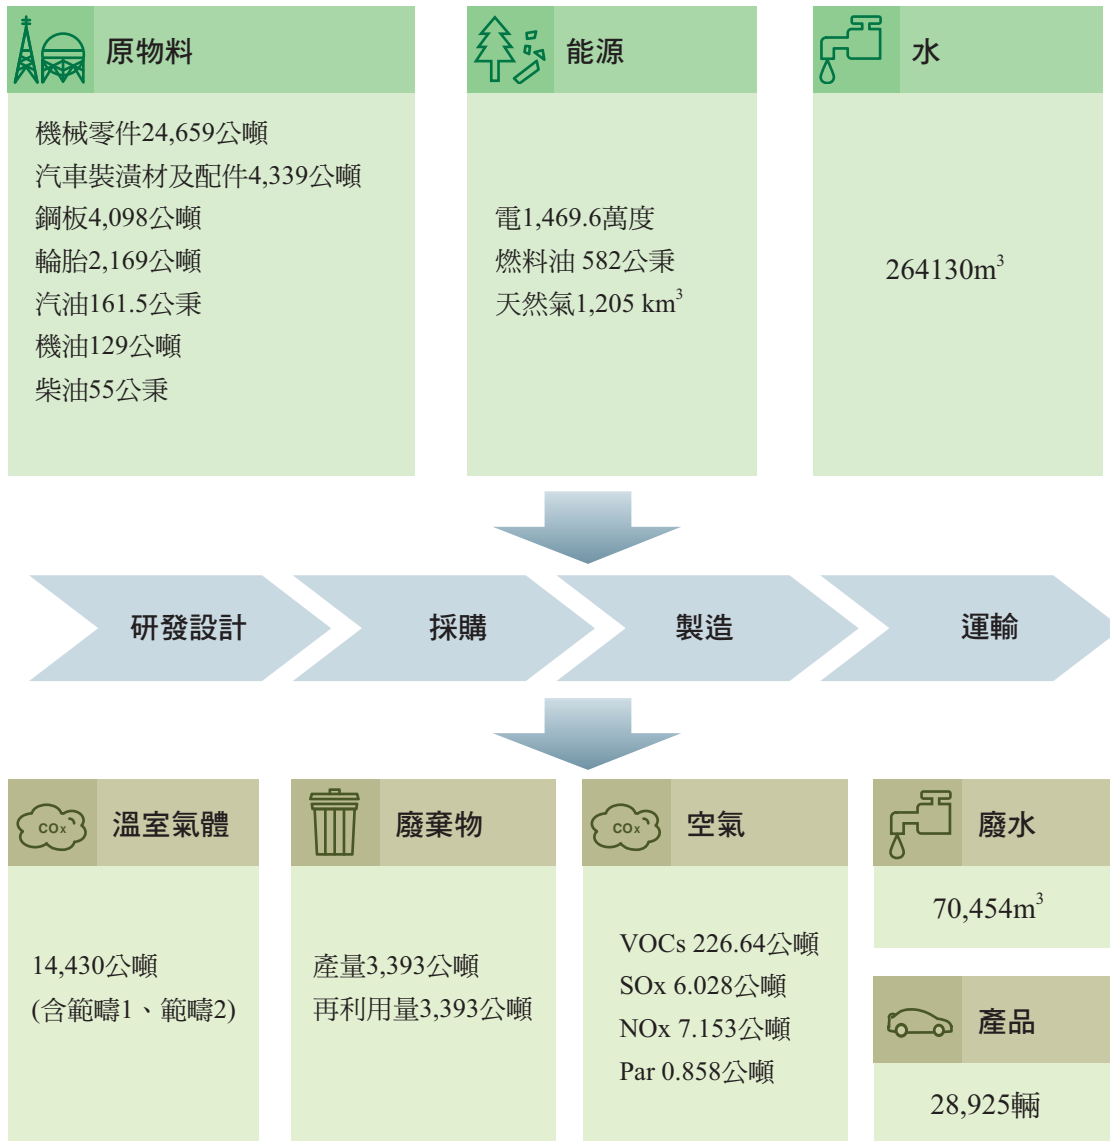 原物料
機械零件24,659公噸
汽車裝潢材及配件4,339公噸
鋼板4,098公噸
輪胎2,169公噸
汽油161.5公秉
機油129公噸
柴油55公秉
能源
電1,469.6萬度
燃料油 582公秉
天然氣1,205 km³
水
264130m³
研發設計
採購
製造
運輸
COx
溫室氣體
14,430公噸
(含範疇1、範疇2)
廢棄物
產量3,393公噸
再利用量3,393公噸
COx
空氣
VOCs 226.64公噸
SOx 6.028公噸
NOx 7.153公噸
Par 0.858公噸
廢水
70,454m³
產品
28,925輛